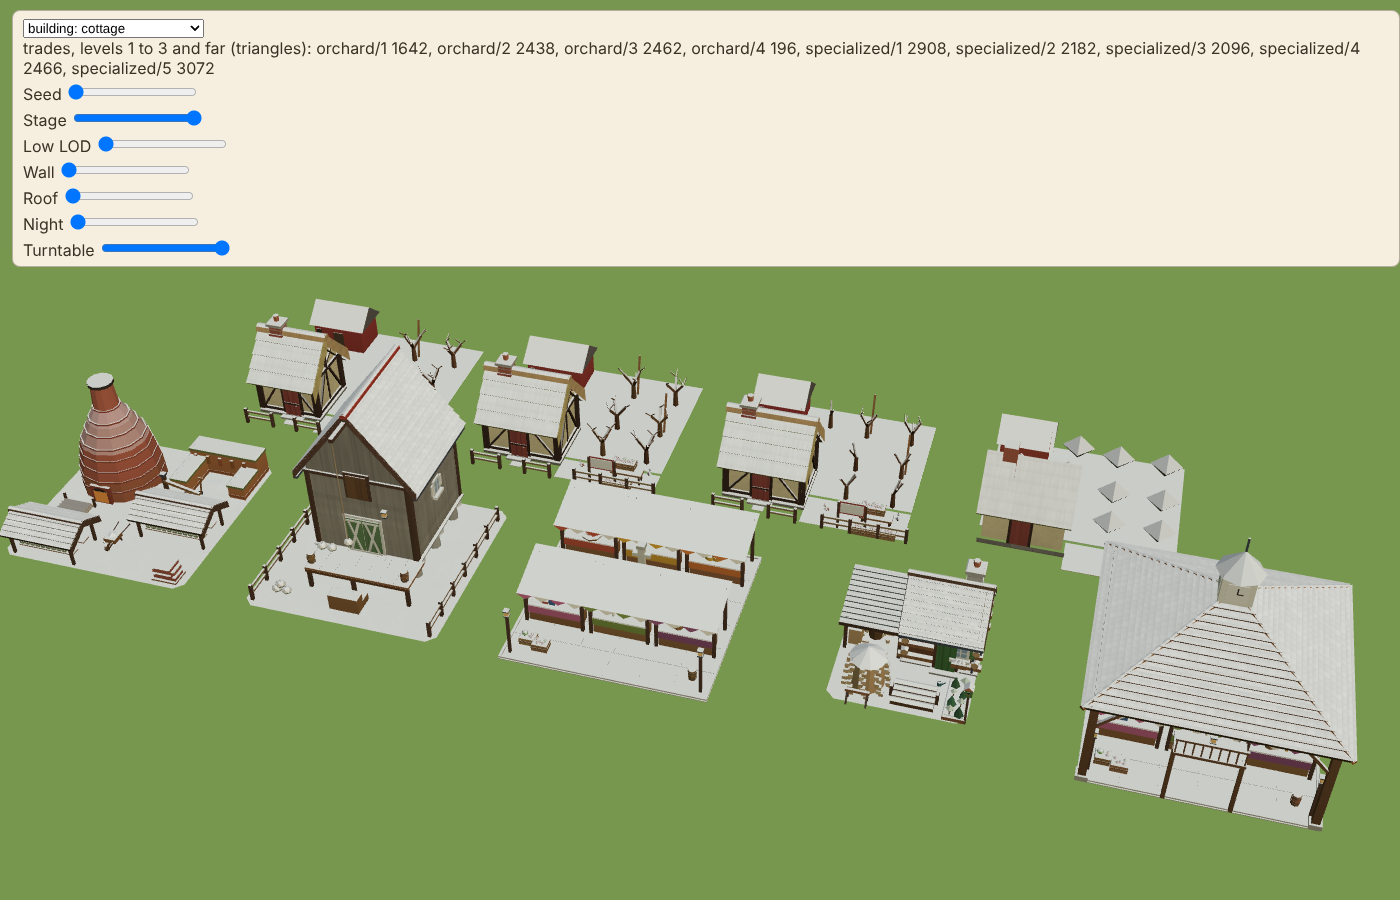 building: cottage
trades, levels 1 to 3 and far (triangles): orchard/1 1642, orchard/2 2438, orchard/3 2462, orchard/4 196, specialized/1 2908, specialized/2 2182, specialized/3 2096, specialized/4
2466, specialized/5 3072
Seed
Stage
Low LOD
Wall
Roof
Night
Turntable